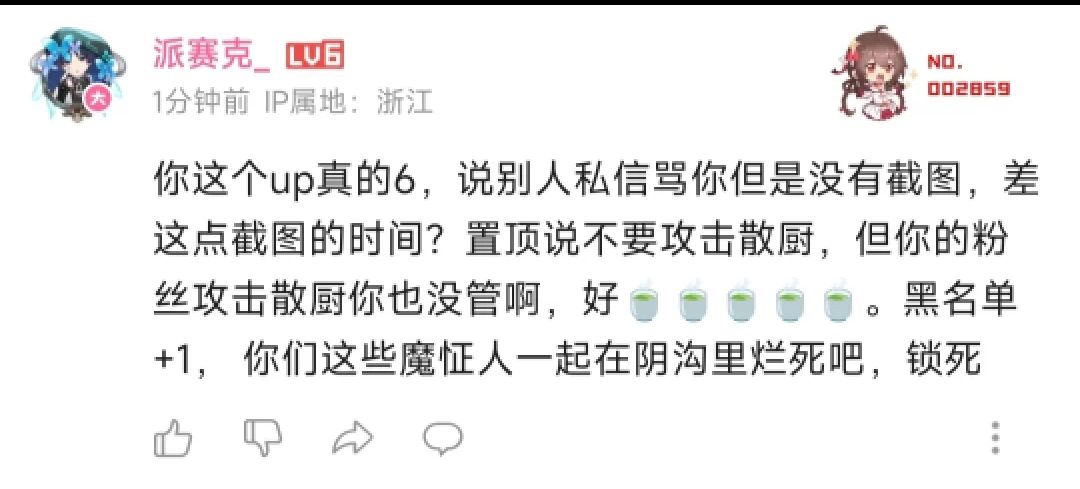 派赛克_ LV6
1分钟前 IP属地：浙江
NO.
002859
大
你这个up真的6，说别人私信骂你但是没有截图，差
这点截图的时间？置顶说不要攻击散厨，但你的粉
丝攻击散厨你也没管啊，好🍵🍵🍵🍵🍵。黑名单
+1， 你们这些魔怔人一起在阴沟里烂死吧，锁死